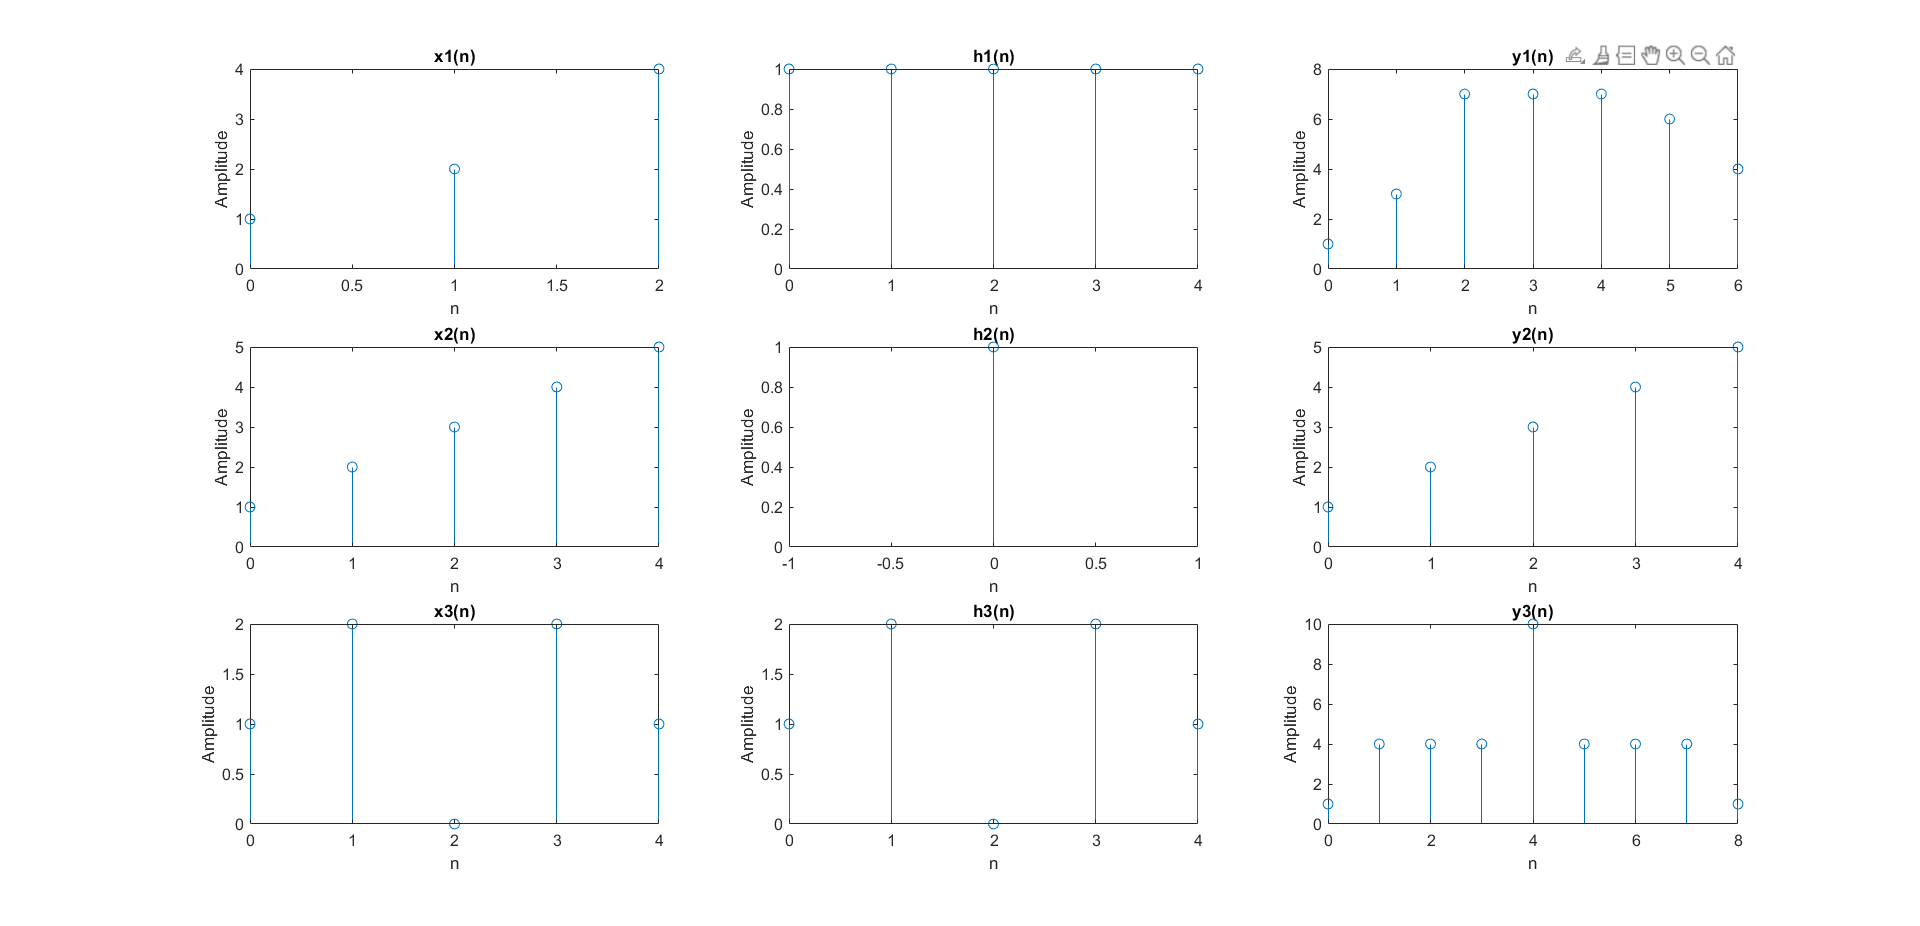 x1(n)
4
3
2
1
0
Amplitude
0 0.5 1 1.5 2
n
h1(n)
1
0.8
0.6
0.4
0.2
0
Amplitude
0 1 2 3 4
n
y1(n)
8
6
4
2
0
Amplitude
0 1 2 3 4 5 6
n
x2(n)
5
4
3
2
1
0
Amplitude
0 1 2 3 4
n
h2(n)
1
0.8
0.6
0.4
0.2
0
Amplitude
-1 -0.5 0 0.5 1
n
y2(n)
5
4
3
2
1
0
Amplitude
0 1 2 3 4
n
x3(n)
2
1.5
1
0.5
0
Amplitude
0 1 2 3 4
n
h3(n)
2
1.5
1
0.5
0
Amplitude
0 1 2 3 4
n
y3(n)
10
8
6
4
2
0
Amplitude
0 2 4 6 8
n